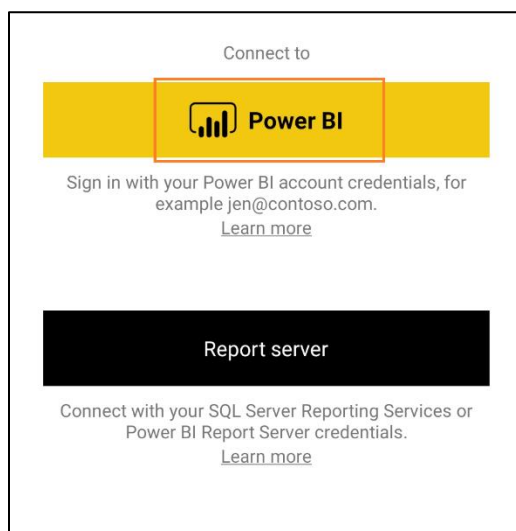 Connect to
Power BI
Sign in with your Power BI account credentials, for
example jen@contoso.com.
Learn more
Report server
Connect with your SQL Server Reporting Services or
Power BI Report Server credentials.
Learn more